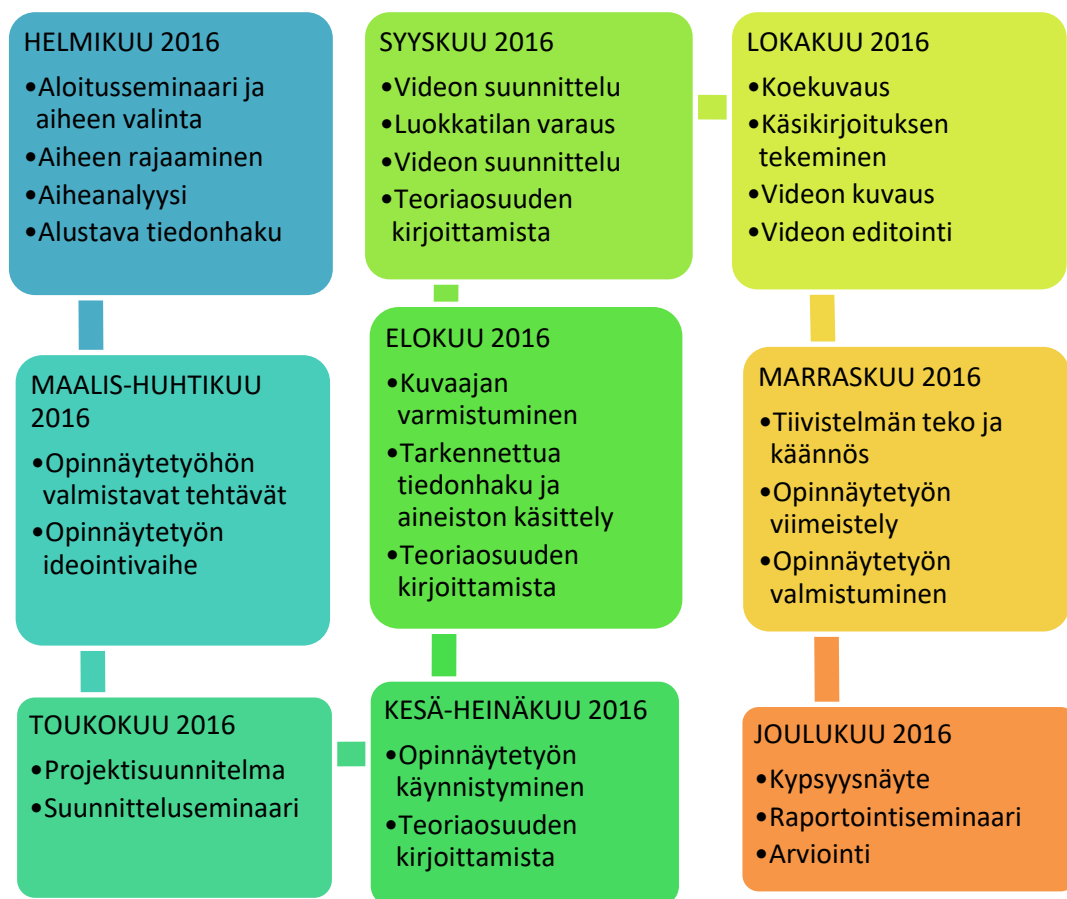 HELMIKUU 2016
•Aloitusseminaari ja
aiheen valinta
•Aiheen rajaaminen
•Aiheanalyysi
•Alustava tiedonhaku
MAALIS-HUHTIKUU
2016
•Opinnäytetyöhön
valmistavat tehtävät
•Opinnäytetyön
ideointivaihe
TOUKOKUU 2016
•Projektisuunnitelma
•Suunnitteluseminaari
KESÄ-HEINÄKUU 2016
•Opinnäytetyön
käynnistyminen
•Teoriaosuuden
kirjoittamista
ELOKUU 2016
•Kuvaajan
varmistuminen
•Tarkennettua
tiedonhaku ja
aineiston käsittely
•Teoriaosuuden
kirjoittamista
SYYSKUU 2016
•Videon suunnittelu
•Luokkatilan varaus
•Videon suunnittelu
•Teoriaosuuden
kirjoittamista
LOKAKUU 2016
•Koekuvaus
•Käsikirjoituksen
tekeminen
•Videon kuvaus
•Videon editointi
MARRASKUU 2016
•Tiivistelmän teko ja
käännös
•Opinnäytetyön
viimeistely
•Opinnäytetyön
valmistuminen
JOULUKUU 2016
•Kypsyysnäyte
•Raportointiseminaari
•Arviointi